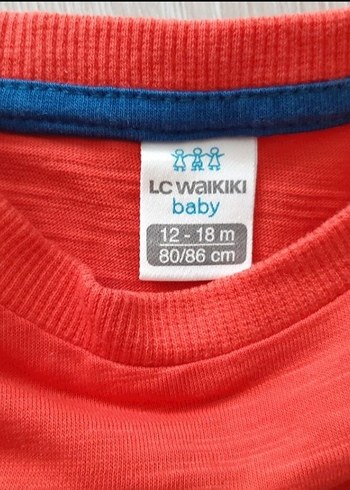 LC WAIKIKI
baby
12 - 18 m
80/86 cm